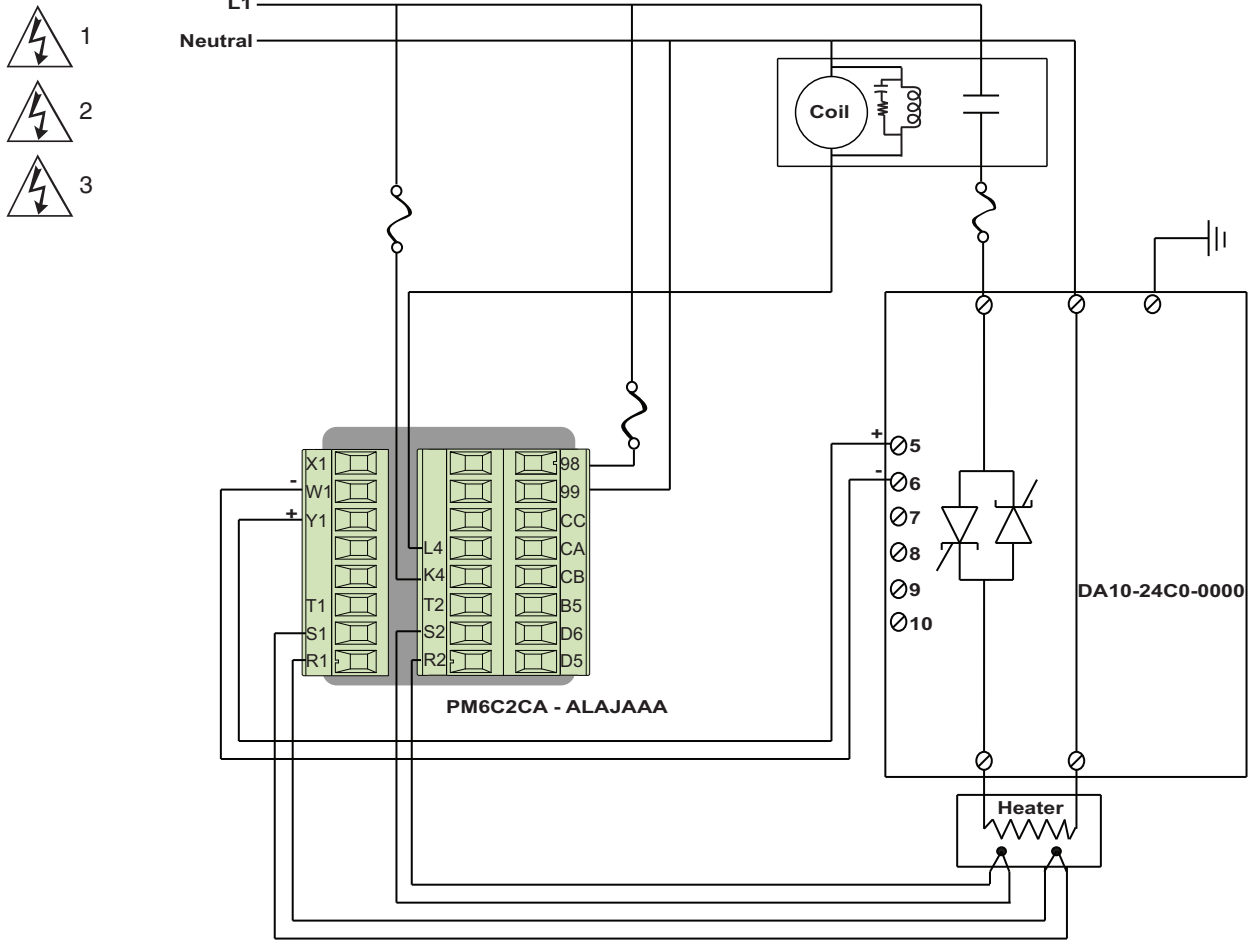 L1
1
Neutral
2
Coil
3
+
5
X1
98
-
W1
99
-
6
+
Y1
CC
7
L4
CA
8
K4
CB
9
DA10-24C0-0000
T1
T2
B5
10
S1
S2
D6
R1
R2
D5
PM6C2CA - ALAJAAA
Heater